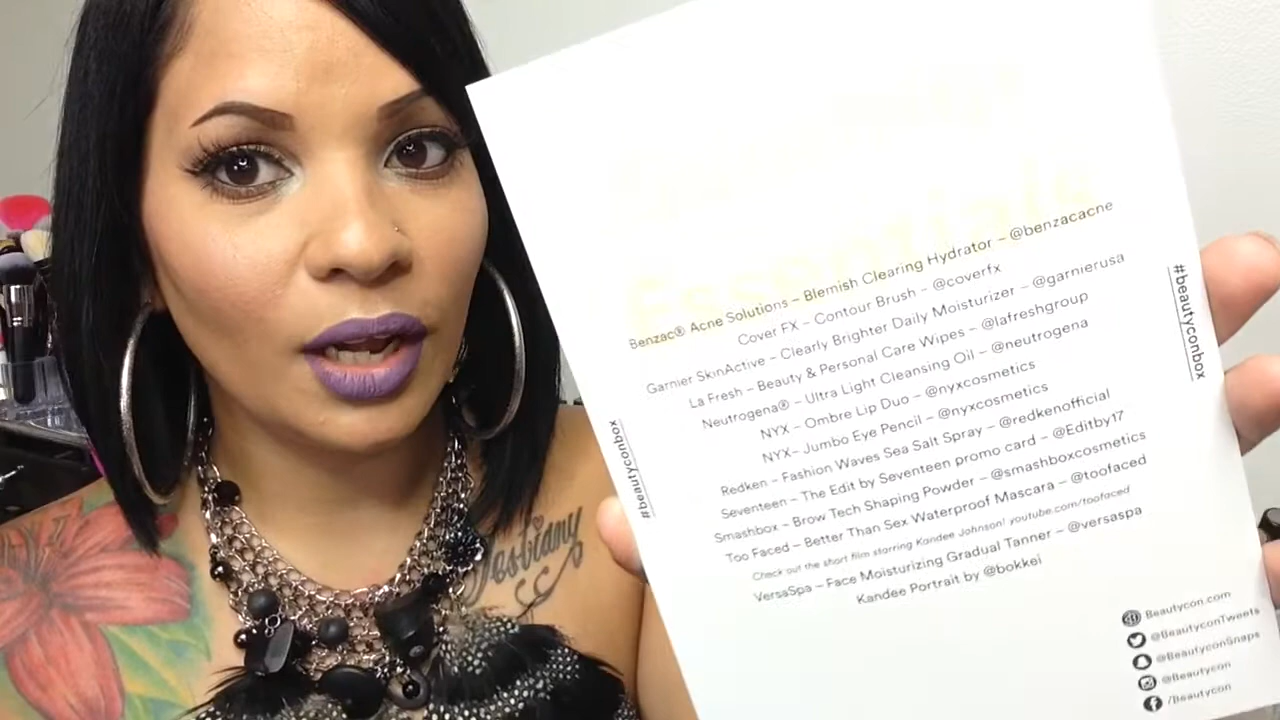 Essentials
Benzac® Acne Solutions – Blemish Clearing Hydrator – @benzacacne
Cover FX – Contour Brush – @coverfx
Garnier SkinActive – Clearly Brighter Daily Moisturizer – @garnierusa
La Fresh – Beauty & Personal Care Wipes – @lafreshgroup
Neutrogena® – Ultra Light Cleansing Oil – @neutrogena
NYX – Ombre Lip Duo – @nyxcosmetics
NYX– Jumbo Eye Pencil – @nyxcosmetics
Redken – Fashion Waves Sea Salt Spray – @redkenofficial
Seventeen – The Edit by Seventeen promo card – @Editby17
Smashbox – Brow Tech Shaping Powder – @smashboxcosmetics
Too Faced – Better Than Sex Waterproof Mascara – @toofaced
Check out the short film starring Kandee Johnson! youtube.com/toofaced
VersaSpa – Face Moisturizing Gradual Tanner – @versaspa
Kandee Portrait by @bokkei
#beautyconbox
#beautyconbox
Beautycon.com
@BeautyconTweets
@BeautyconSnaps
@Beautycon
/Beautycon
Destiany